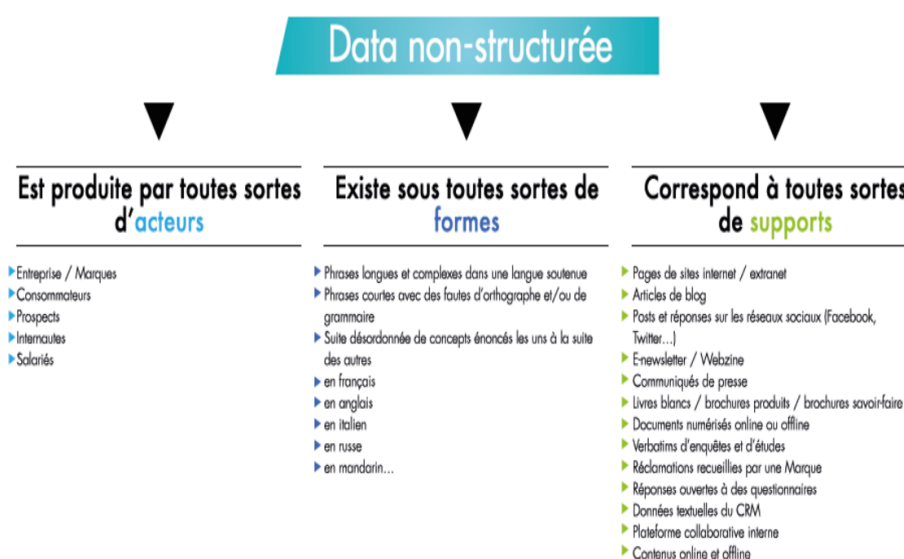 Data non-structurée
Est produite par toutes sortes
d'acteurs
Entreprise / Marques
Consommateurs
Prospects
Internautes
Salariés
Existe sous toutes sortes de
formes
Phrases longues et complexes dans une langue soutenue
Phrases courtes avec des fautes d'orthographe et/ou de
grammaire
Suite désordonnée de concepts énoncés les uns à la suite
des autres
en français
en anglais
en italien
en russe
en mandarin...
Correspond à toutes sortes
de supports
Pages de sites internet / extranet
Articles de blog
Posts et réponses sur les réseaux sociaux (Facebook,
Twitter...)
E-newsletter / Webzine
Communiqués de presse
Livres blancs / brochures produits / brochures savoir-faire
Documents numérisés online ou offline
Verbatims d'enquêtes et d'études
Réclamations recueillies par une Marque
Réponses ouvertes à des questionnaires
Données textuelles du CRM
Plateforme collaborative interne
Contenus online et offline